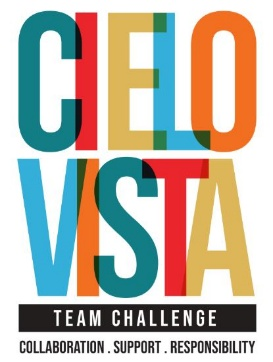 CIELO
VISTA
TEAM CHALLENGE
COLLABORATION . SUPPORT . RESPONSIBILITY